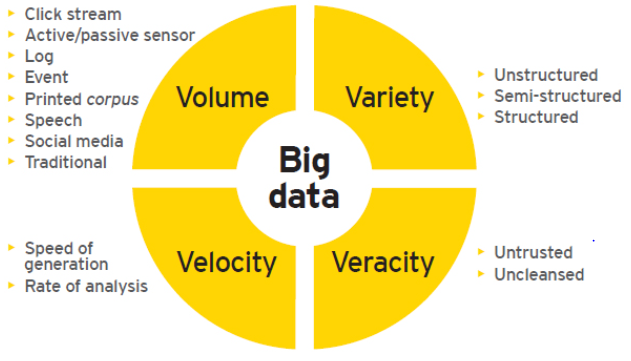 Click stream
Active/passive sensor
Log
Event
Printed corpus
Speech
Social media
Traditional
Volume
Variety
Unstructured
Semi-structured
Structured
Big
data
Speed of
generation
Rate of analysis
Velocity
Veracity
Untrusted
Uncleansed